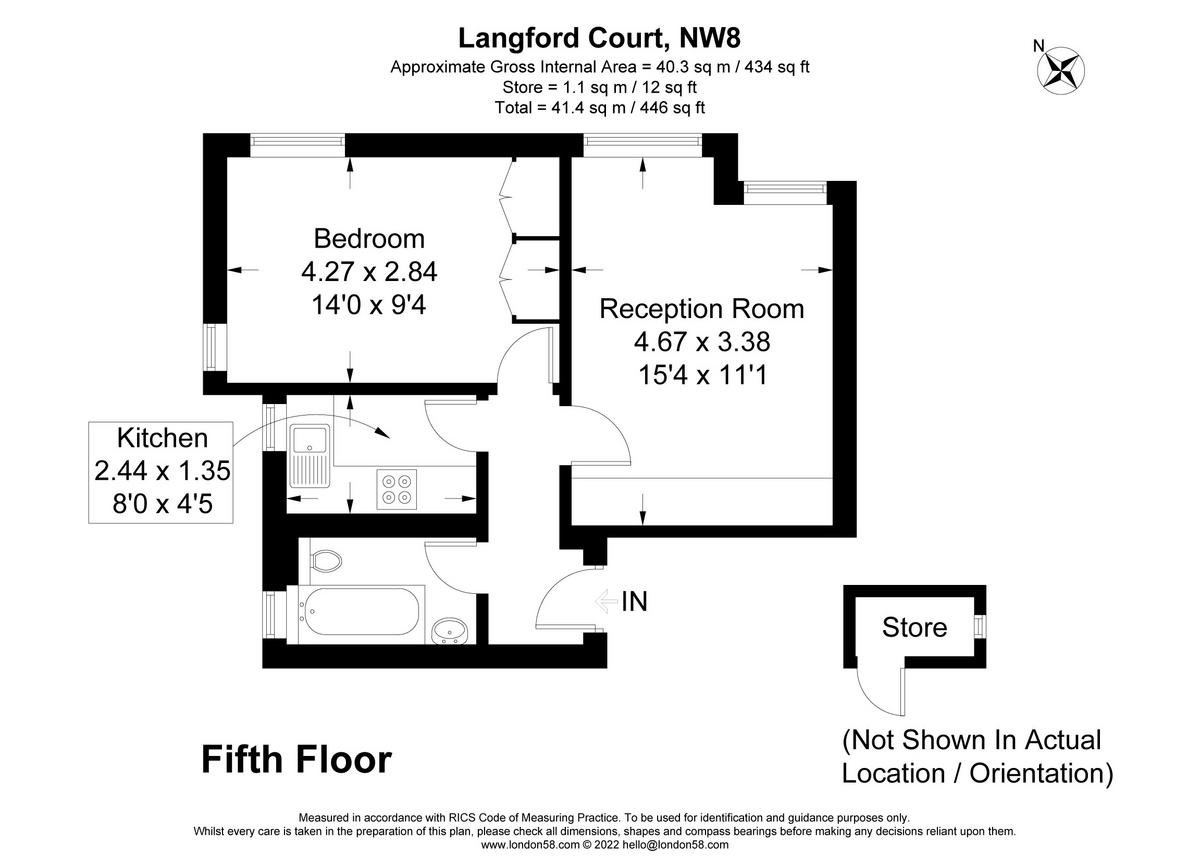 Langford Court, NW8
Approximate Gross Internal Area = 40.3 sq m / 434 sq ft
Store = 1.1 sq m / 12 sq ft
Total = 41.4 sq m / 446 sq ft
N
Bedroom
4.27 x 2.84
14'0 x 9'4
Reception Room
4.67 x 3.38
15'4 x 11'1
Kitchen
2.44 x 1.35
8'0 x 4'5
IN
Store
(Not Shown In Actual
Location / Orientation)
Fifth Floor
Measured in accordance with RICS Code of Measuring Practice. To be used for identification and guidance purposes only.
Whilst every care is taken in the preparation of this plan, please check all dimensions, shapes and compass bearings before making any decisions reliant upon them.
www.london58.com © 2022 hello@london58.com